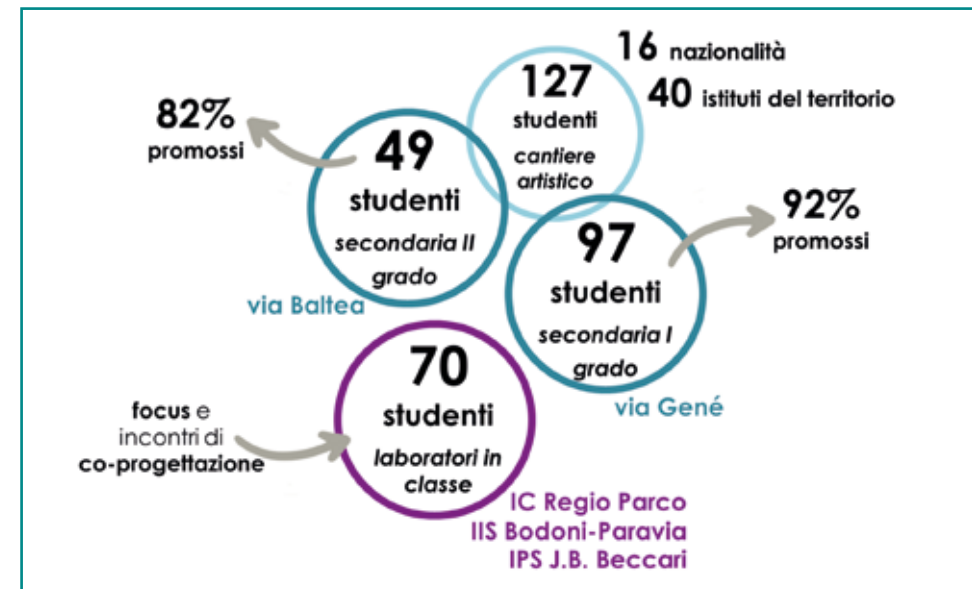 16 nazionalità
40 istituti del territorio
127
studenti
cantiere
artistico
82%
promossi
49
studenti
secondaria II
grado
via Baltea
92%
promossi
97
studenti
secondaria I
grado
via Gené
70
studenti
laboratori in
classe
focus e
incontri di
co-progettazione
IC Regio Parco
IIS Bodoni-Paravia
IPS J.B. Beccari